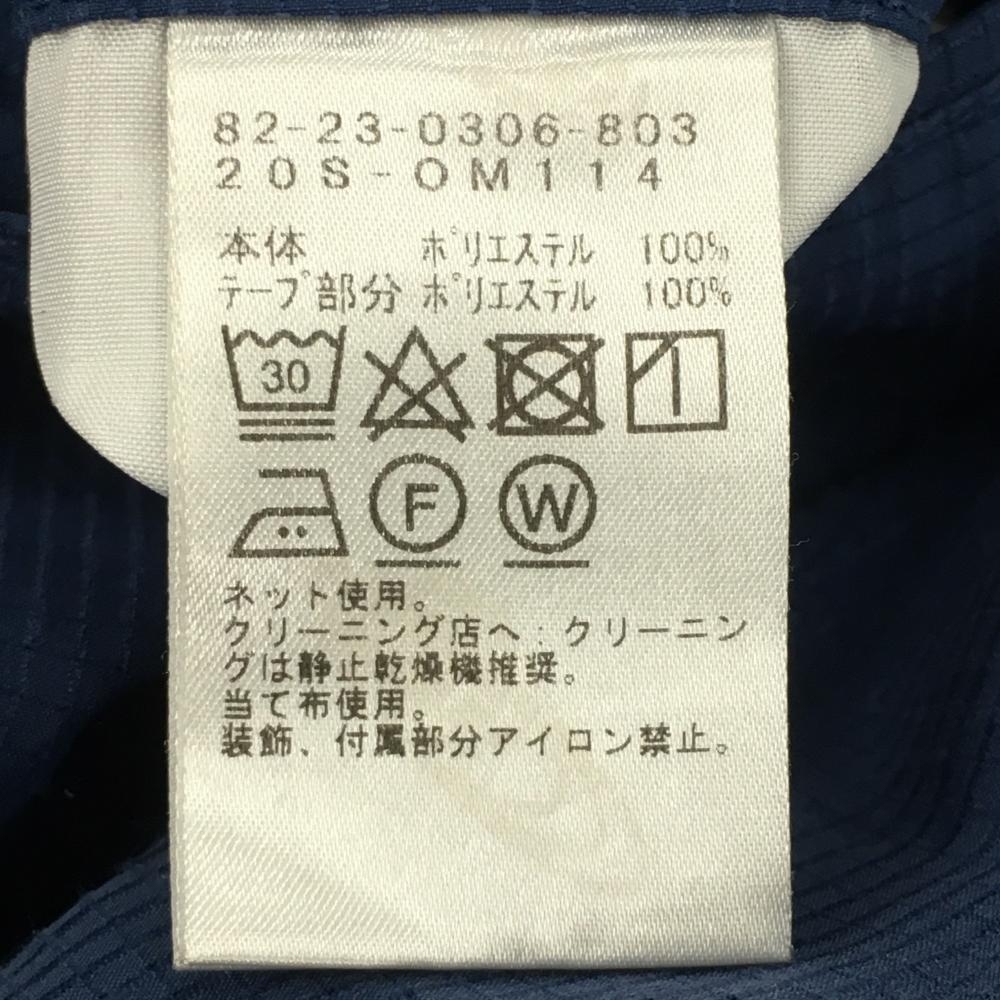 82-23-0306-803
20S-OM114
本体 ポリエステル 100%
テープ部分 ポリエステル 100%
30
F W
ネット使用。
クリーニング店へ:クリーニン
グは静止乾燥機推奨。
当て布使用。
装飾、付属部分アイロン禁止。